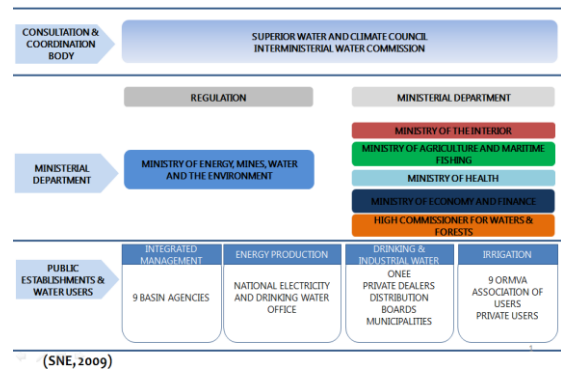 CONSULTATION &
COORDINATION
BODY
SUPERIOR WATER AND CLIMATE COUNCIL
INTERMINISTERIAL WATER COMMISSION
REGULATION
MINISTERIAL DEPARTMENT
MINISTERIAL
DEPARTMENT
MINISTRY OF ENERGY, MINES, WATER
AND THE ENVIRONMENT
MINISTRY OF THE INTERIOR
MINISTRY OF AGRICULTURE AND MARITIME
FISHING
MINISTRY OF HEALTH
MINISTRY OF ECONOMY AND FINANCE
HIGH COMMISSIONER FOR WATERS &
FORESTS
PUBLIC
ESTABLISHMENTS &
WATER USERS
INTEGRATED
MANAGEMENT
9 BASIN AGENCIES
ENERGY PRODUCTION
NATIONAL ELECTRICITY
AND DRINKING WATER
OFFICE
DRINKING &
INDUSTRIAL WATER
ONEE
PRIVATE DEALERS
DISTRIBUTION
BOARDS
MUNICIPALITIES
IRRIGATION
9 ORMVA
ASSOCIATION OF
USERS
PRIVATE USERS
(SNE, 2009)